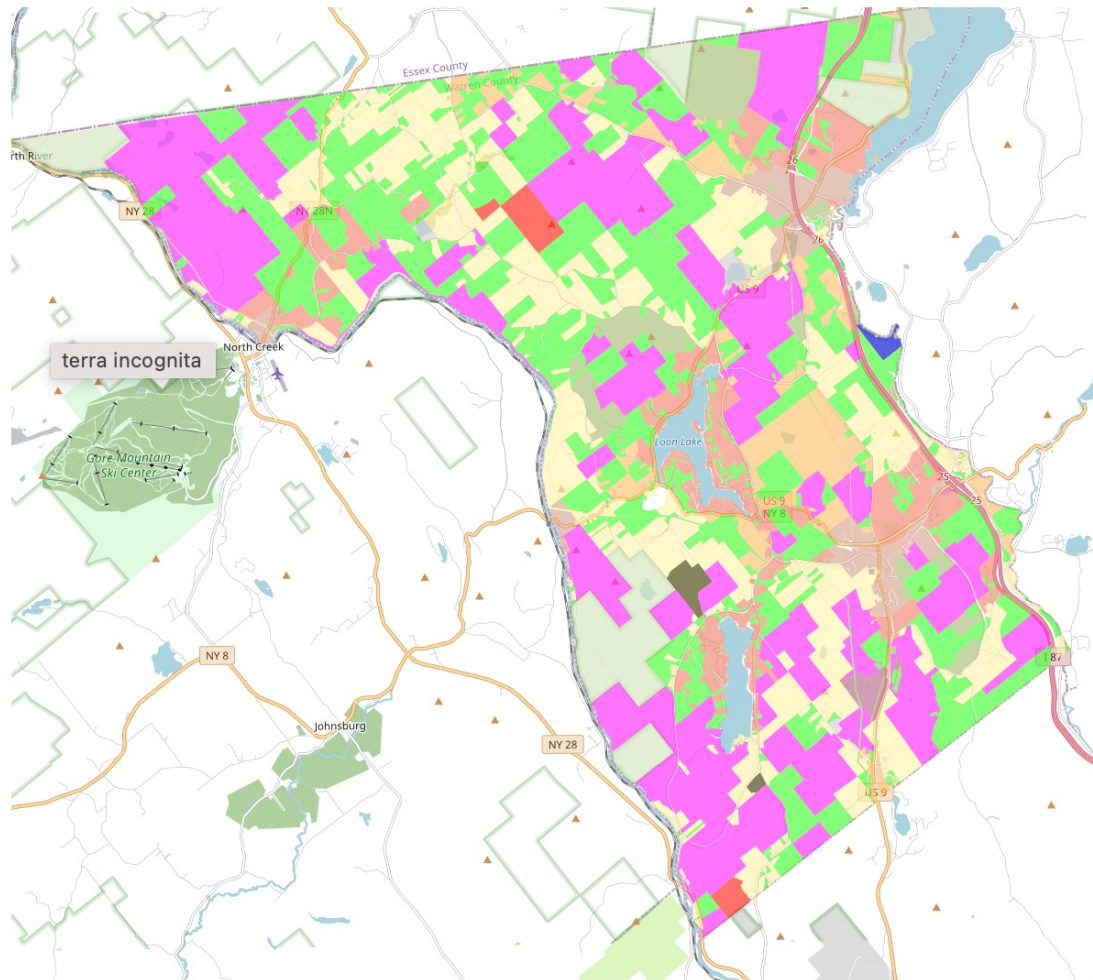 Essex County
Warren County
26
rth River
NY 28
NY 28N
26
US 9
terra incognita
North Creek
Loon Lake
Gore Mountain
Ski Center
25
US 9
NY 8
25
NY 8
I 87
Johnsburg
NY 28
US 9